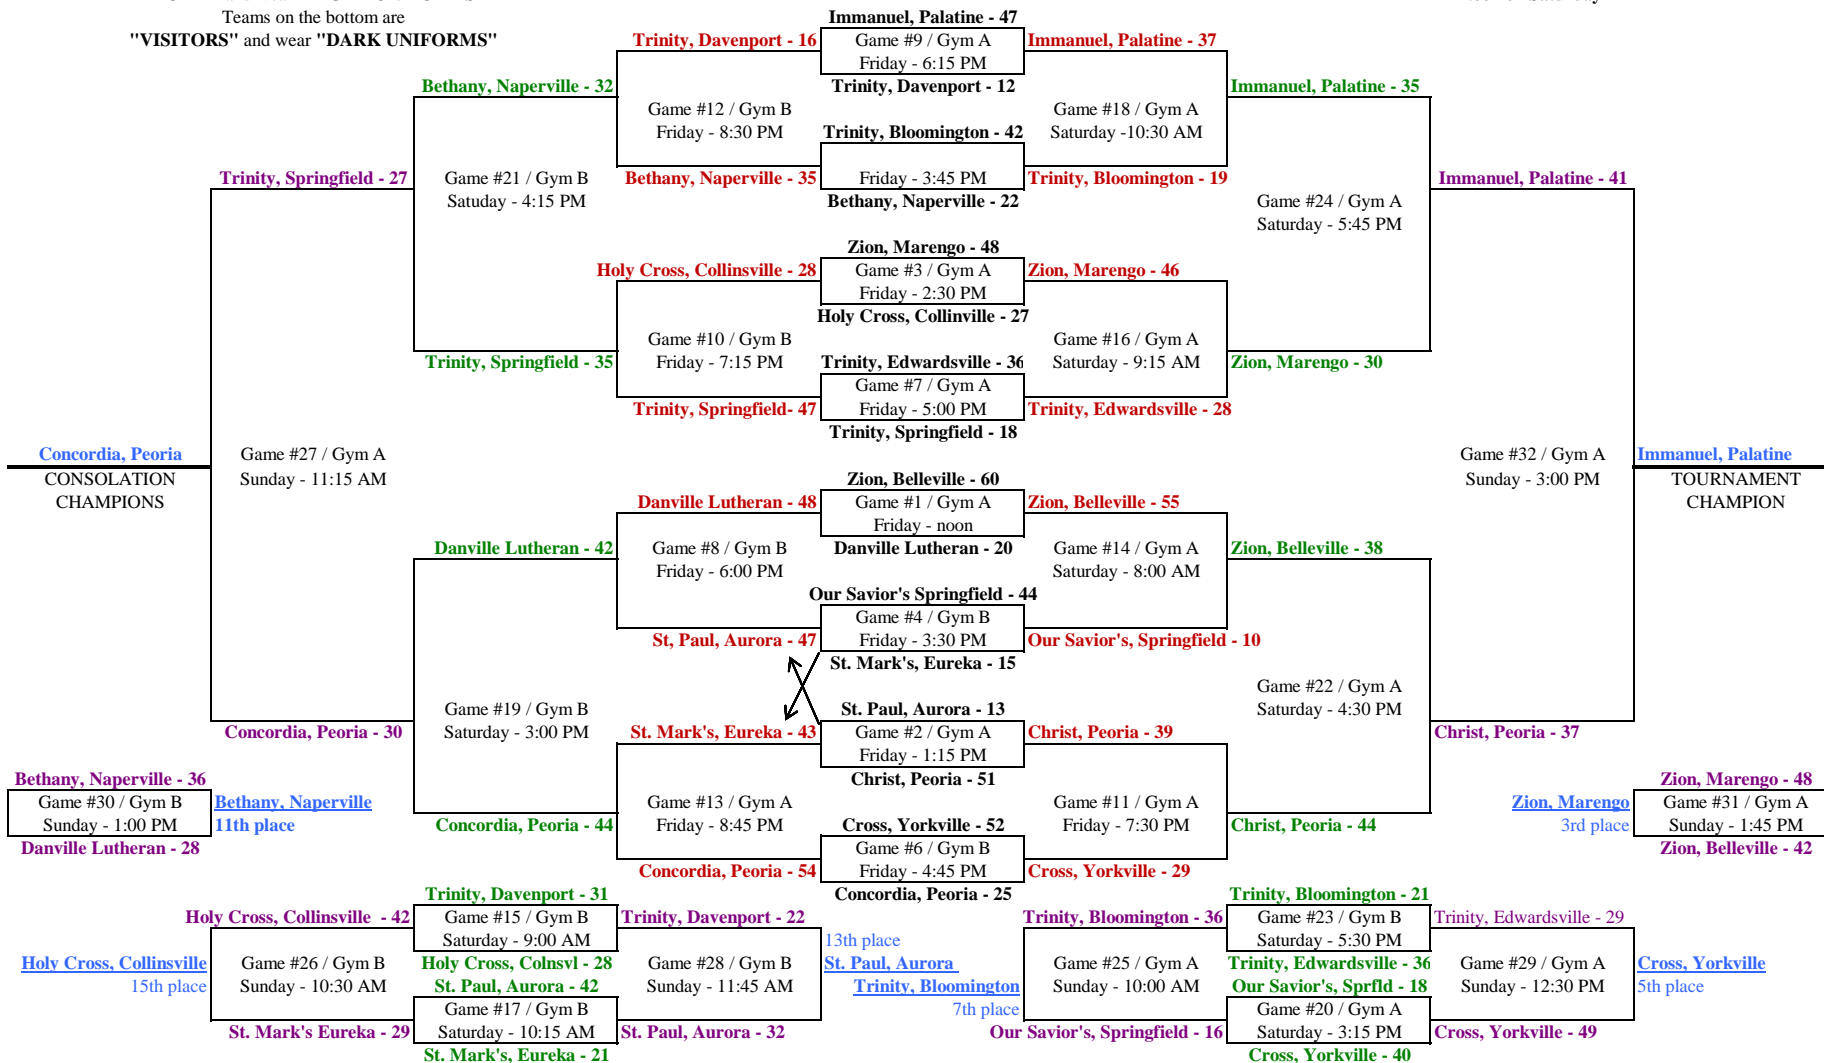 Teams on the bottom are
"VISITORS" and wear "DARK UNIFORMS"
Immanuel, Palatine - 47
Trinity, Davenport - 16
Game #9 / Gym A
Friday - 6:15 PM
Immanuel, Palatine - 37
Trinity, Davenport - 12
Bethany, Naperville - 32
Immanuel, Palatine - 35
Game #12 / Gym B
Friday - 8:30 PM
Game #18 / Gym A
Saturday -10:30 AM
Trinity, Bloomington - 42
Trinity, Springfield - 27
Game #21 / Gym B
Satuday - 4:15 PM
Bethany, Naperville - 35
Friday - 3:45 PM
Trinity, Bloomington - 19
Bethany, Naperville - 22
Immanuel, Palatine - 41
Game #24 / Gym A
Saturday - 5:45 PM
Zion, Marengo - 48
Holy Cross, Collinsville - 28
Game #3 / Gym A
Friday - 2:30 PM
Zion, Marengo - 46
Holy Cross, Collinville - 27
Game #10 / Gym B
Friday - 7:15 PM
Game #16 / Gym A
Saturday - 9:15 AM
Trinity, Springfield - 35
Trinity, Edwardsville - 36
Zion, Marengo - 30
Game #7 / Gym A
Friday - 5:00 PM
Trinity, Springfield- 47
Trinity, Edwardsville - 28
Trinity, Springfield - 18
Concordia, Peoria
CONSOLATION
CHAMPIONS
Game #27 / Gym A
Sunday - 11:15 AM
Game #32 / Gym A
Sunday - 3:00 PM
Immanuel, Palatine
TOURNAMENT
CHAMPION
Zion, Belleville - 60
Danville Lutheran - 48
Game #1 / Gym A
Friday - noon
Zion, Belleville - 55
Danville Lutheran - 20
Danville Lutheran - 42
Game #8 / Gym B
Friday - 6:00 PM
Game #14 / Gym A
Saturday - 8:00 AM
Zion, Belleville - 38
Our Savior's Springfield - 44
Game #4 / Gym B
Friday - 3:30 PM
St, Paul, Aurora - 47
Our Savior's, Springfield - 10
St. Mark's, Eureka - 15
Game #19 / Gym B
Saturday - 3:00 PM
Game #22 / Gym A
Saturday - 4:30 PM
St. Paul, Aurora - 13
Concordia, Peoria - 30
St. Mark's, Eureka - 43
Game #2 / Gym A
Friday - 1:15 PM
Christ, Peoria - 39
Christ, Peoria - 37
Christ, Peoria - 51
Bethany, Naperville - 36
Game #30 / Gym B
Sunday - 1:00 PM
Danville Lutheran - 28
Bethany, Naperville
11th place
Concordia, Peoria - 44
Game #13 / Gym A
Friday - 8:45 PM
Game #11 / Gym A
Friday - 7:30 PM
Christ, Peoria - 44
Zion, Marengo
3rd place
Zion, Marengo - 48
Game #31 / Gym A
Sunday - 1:45 PM
Zion, Belleville - 42
Cross, Yorkville - 52
Game #6 / Gym B
Friday - 4:45 PM
Concordia, Peoria - 54
Cross, Yorkville - 29
Concordia, Peoria - 25
Trinity, Davenport - 31
Holy Cross, Collinsville - 42
Game #15 / Gym B
Saturday - 9:00 AM
Trinity, Davenport - 22
Holy Cross, Colnsvl - 28
Holy Cross, Collinsville
15th place
Game #26 / Gym B
Sunday - 10:30 AM
St. Paul, Aurora - 42
Game #17 / Gym B
Saturday - 10:15 AM
St. Mark's Eureka - 29
St. Paul, Aurora - 32
St. Mark's, Eureka - 21
Game #28 / Gym B
Sunday - 11:45 AM
13th place
St. Paul, Aurora
Trinity, Bloomington
7th place
Trinity, Bloomington - 21
Trinity, Bloomington - 36
Game #23 / Gym B
Saturday - 5:30 PM
Trinity, Edwardsville - 29
Trinity, Edwardsville - 36
Game #25 / Gym A
Sunday - 10:00 AM
Our Savior's, Sprfld - 18
Game #20 / Gym A
Saturday - 3:15 PM
Our Savior's, Springfield - 16
Cross, Yorkville - 49
Cross, Yorkville - 40
Game #29 / Gym A
Sunday - 12:30 PM
Cross, Yorkville
5th place